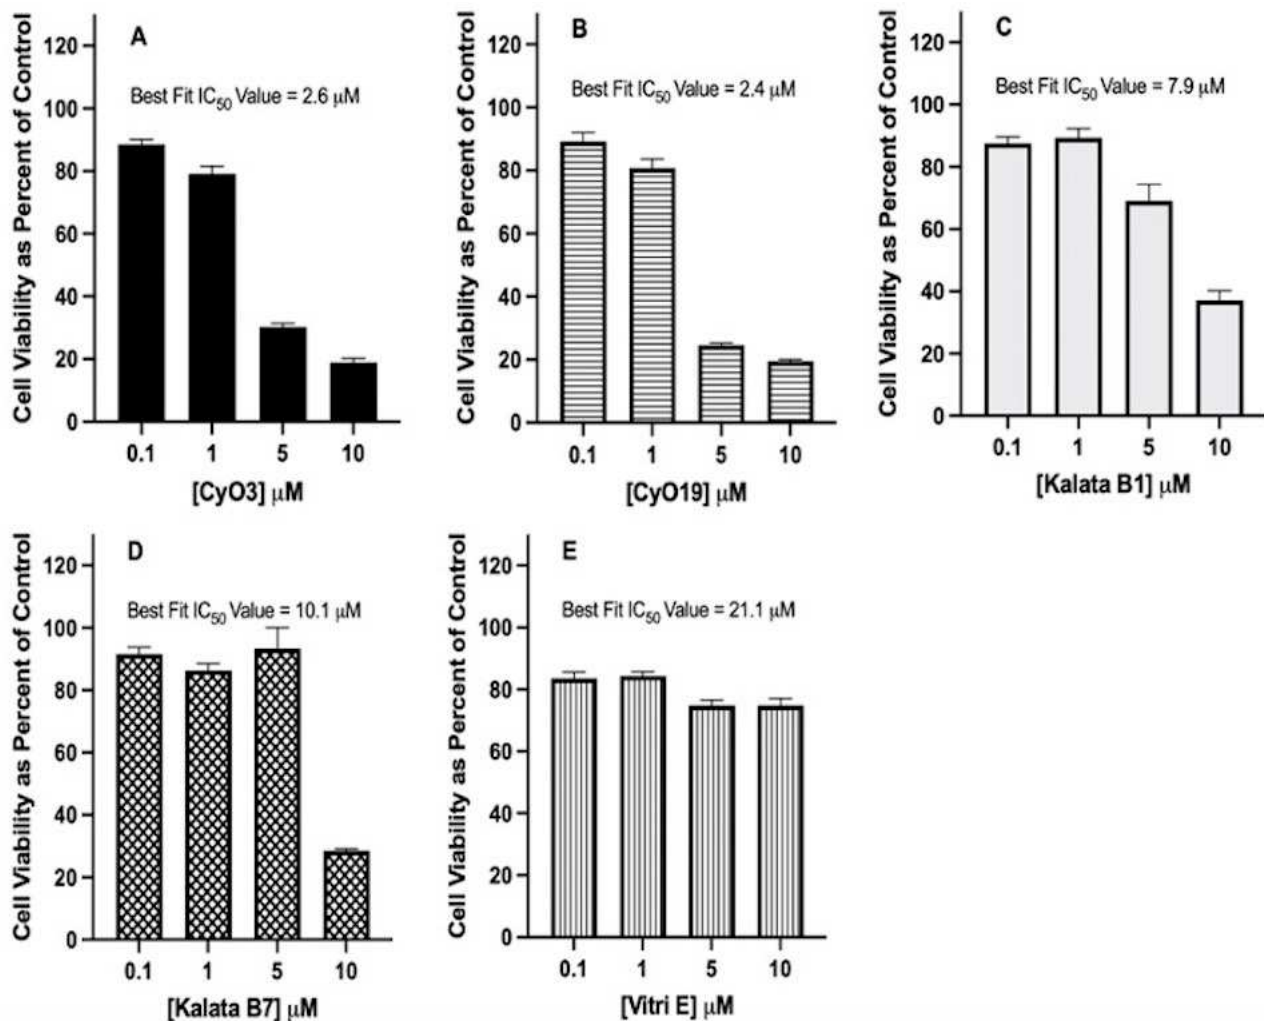 A
Best Fit IC50 Value = 2.6 μM
Cell Viability as Percent of Control
120
100
80
60
40
20
0
0.1 1 5 10
[CyO3] μM
B
Best Fit IC50 Value = 2.4 μM
Cell Viability as Percent of Control
120
100
80
60
40
20
0
0.1 1 5 10
[CyO19] μM
C
Best Fit IC50 Value = 7.9 μM
Cell Viability as Percent of Control
120
100
80
60
40
20
0
0.1 1 5 10
[Kalata B1] μM
D
Best Fit IC50 Value = 10.1 μM
Cell Viability as Percent of Control
120
100
80
60
40
20
0
0.1 1 5 10
[Kalata B7] μM
E
Best Fit IC50 Value = 21.1 μM
Cell Viability as Percent of Control
120
100
80
60
40
20
0
0.1 1 5 10
[Vitri E] μM